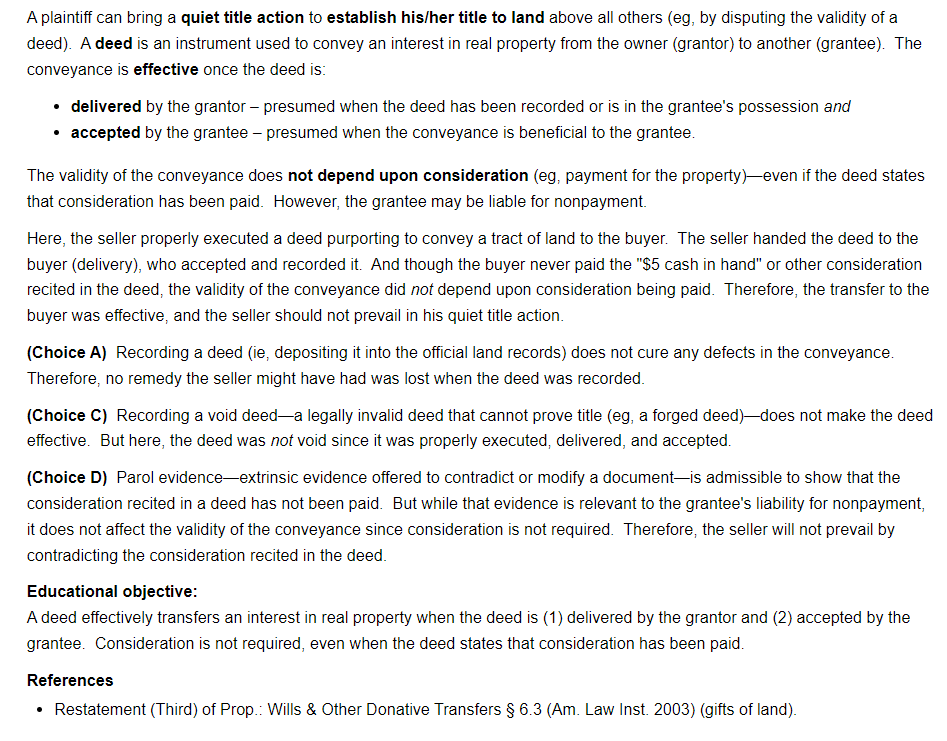 A plaintiff can bring a quiet title action to establish his/her title to land above all others (eg, by disputing the validity of a
deed).  A deed is an instrument used to convey an interest in real property from the owner (grantor) to another (grantee).  The
conveyance is effective once the deed is:
• delivered by the grantor – presumed when the deed has been recorded or is in the grantee's possession and
• accepted by the grantee – presumed when the conveyance is beneficial to the grantee.
The validity of the conveyance does not depend upon consideration (eg, payment for the property)—even if the deed states
that consideration has been paid.  However, the grantee may be liable for nonpayment.
Here, the seller properly executed a deed purporting to convey a tract of land to the buyer.  The seller handed the deed to the
buyer (delivery), who accepted and recorded it.  And though the buyer never paid the "$5 cash in hand" or other consideration
recited in the deed, the validity of the conveyance did not depend upon consideration being paid.  Therefore, the transfer to the
buyer was effective, and the seller should not prevail in his quiet title action.
(Choice A)  Recording a deed (ie, depositing it into the official land records) does not cure any defects in the conveyance.
Therefore, no remedy the seller might have had was lost when the deed was recorded.
(Choice C)  Recording a void deed—a legally invalid deed that cannot prove title (eg, a forged deed)—does not make the deed
effective.  But here, the deed was not void since it was properly executed, delivered, and accepted.
(Choice D)  Parol evidence—extrinsic evidence offered to contradict or modify a document—is admissible to show that the
consideration recited in a deed has not been paid.  But while that evidence is relevant to the grantee's liability for nonpayment,
it does not affect the validity of the conveyance since consideration is not required.  Therefore, the seller will not prevail by
contradicting the consideration recited in the deed.
Educational objective:
A deed effectively transfers an interest in real property when the deed is (1) delivered by the grantor and (2) accepted by the
grantee.  Consideration is not required, even when the deed states that consideration has been paid.
References
• Restatement (Third) of Prop.: Wills & Other Donative Transfers § 6.3 (Am. Law Inst. 2003) (gifts of land).